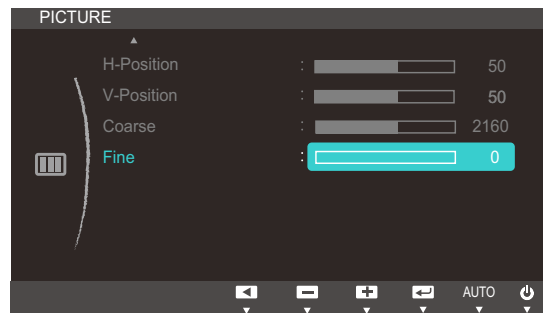 PICTURE
H-Position : 50
V-Position : 50
Coarse : 2160
Fine : 0
AUTO